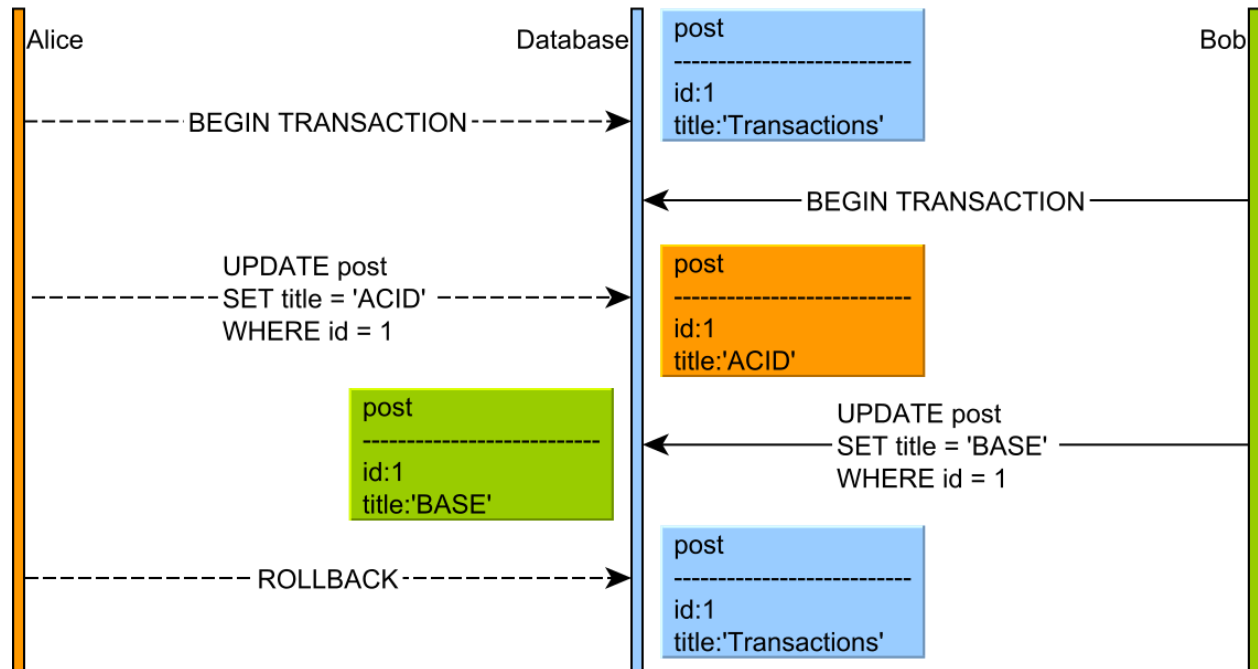 Alice
Database
Bob
post
---------------------------
id:1
title:'Transactions'
BEGIN TRANSACTION
BEGIN TRANSACTION
UPDATE post
SET title = 'ACID'
WHERE id = 1
post
---------------------------
id:1
title:'ACID'
post
---------------------------
id:1
title:'BASE'
UPDATE post
SET title = 'BASE'
WHERE id = 1
post
---------------------------
id:1
title:'Transactions'
ROLLBACK